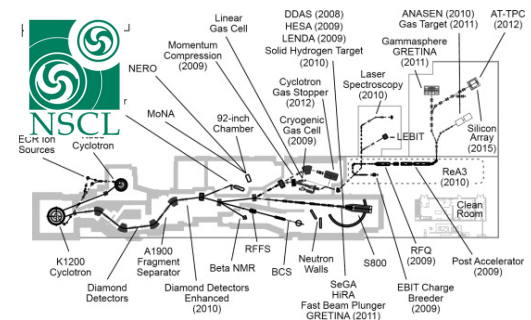 Linear
Gas Cell
DDAS (2008)
HESA (2009)
LENDA (2009)
Solid Hydrogen Target
(2010)
ANASEN (2010)
Gas Target
(2011)
AT-TPC
(2012)
Momentum
Compression
(2009)
Gammasphere
GRETINA
(2011)
NERO
Laser
Spectroscopy
(2010)
Cyclotron
Gas Stopper
(2012)
MoNA
92-inch
Chamber
Cryogenic
Gas Cell
(2009)
LEBIT
Silicon
Array
(2015)
NSCL
ECR Ion
Sources
Cyclotron
ReA3
(2010)
Clean
Room
K1200
Cyclotron
Diamond
Detectors
A1900
Fragment
Separator
Diamond Detectors
Enhanced
(2010)
Beta NMR
RFFS
BCS
Neutron
Walls
S800
SeGA
HiRA
Fast Beam Plunger
GRETINA (2011)
EBIT Charge
Breeder
(2009)
RFQ
(2009)
Post Accelerator
(2009)